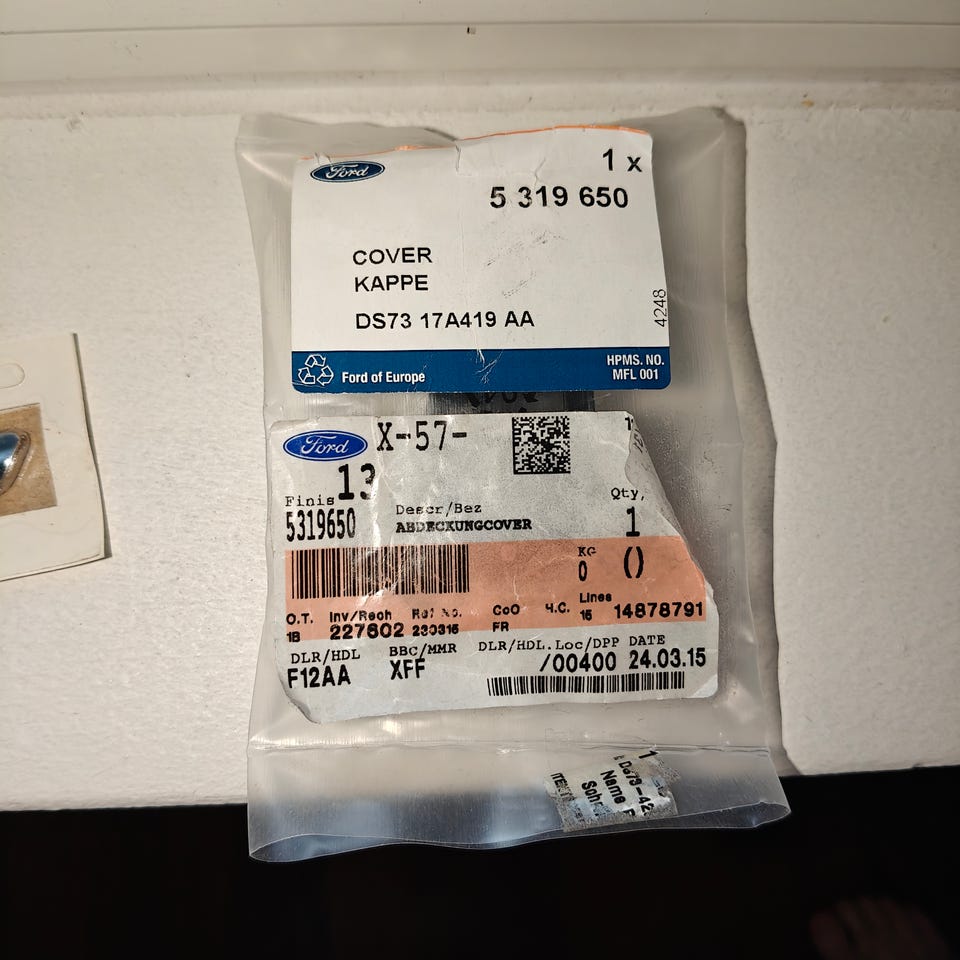 Ford
1 x
5 319 650
COVER
KAPPE
DS73 17A419 AA
4248
Ford of Europe
HPMS. NO.
MFL 001
Ford
X-57-
13
Finis
5319650
Descr/Bez
ABDECKUNGCOVER
Qty,
1
KG
0
()
O.T. Inv/Rech Ref No. CoO H.C. Lines
1B 227602 230315 FR 15 14878791
DLR/HDL BBC/MMR DLR/HDL.Loc/DPP DATE
F12AA XFF /00400 24.03.15
Name